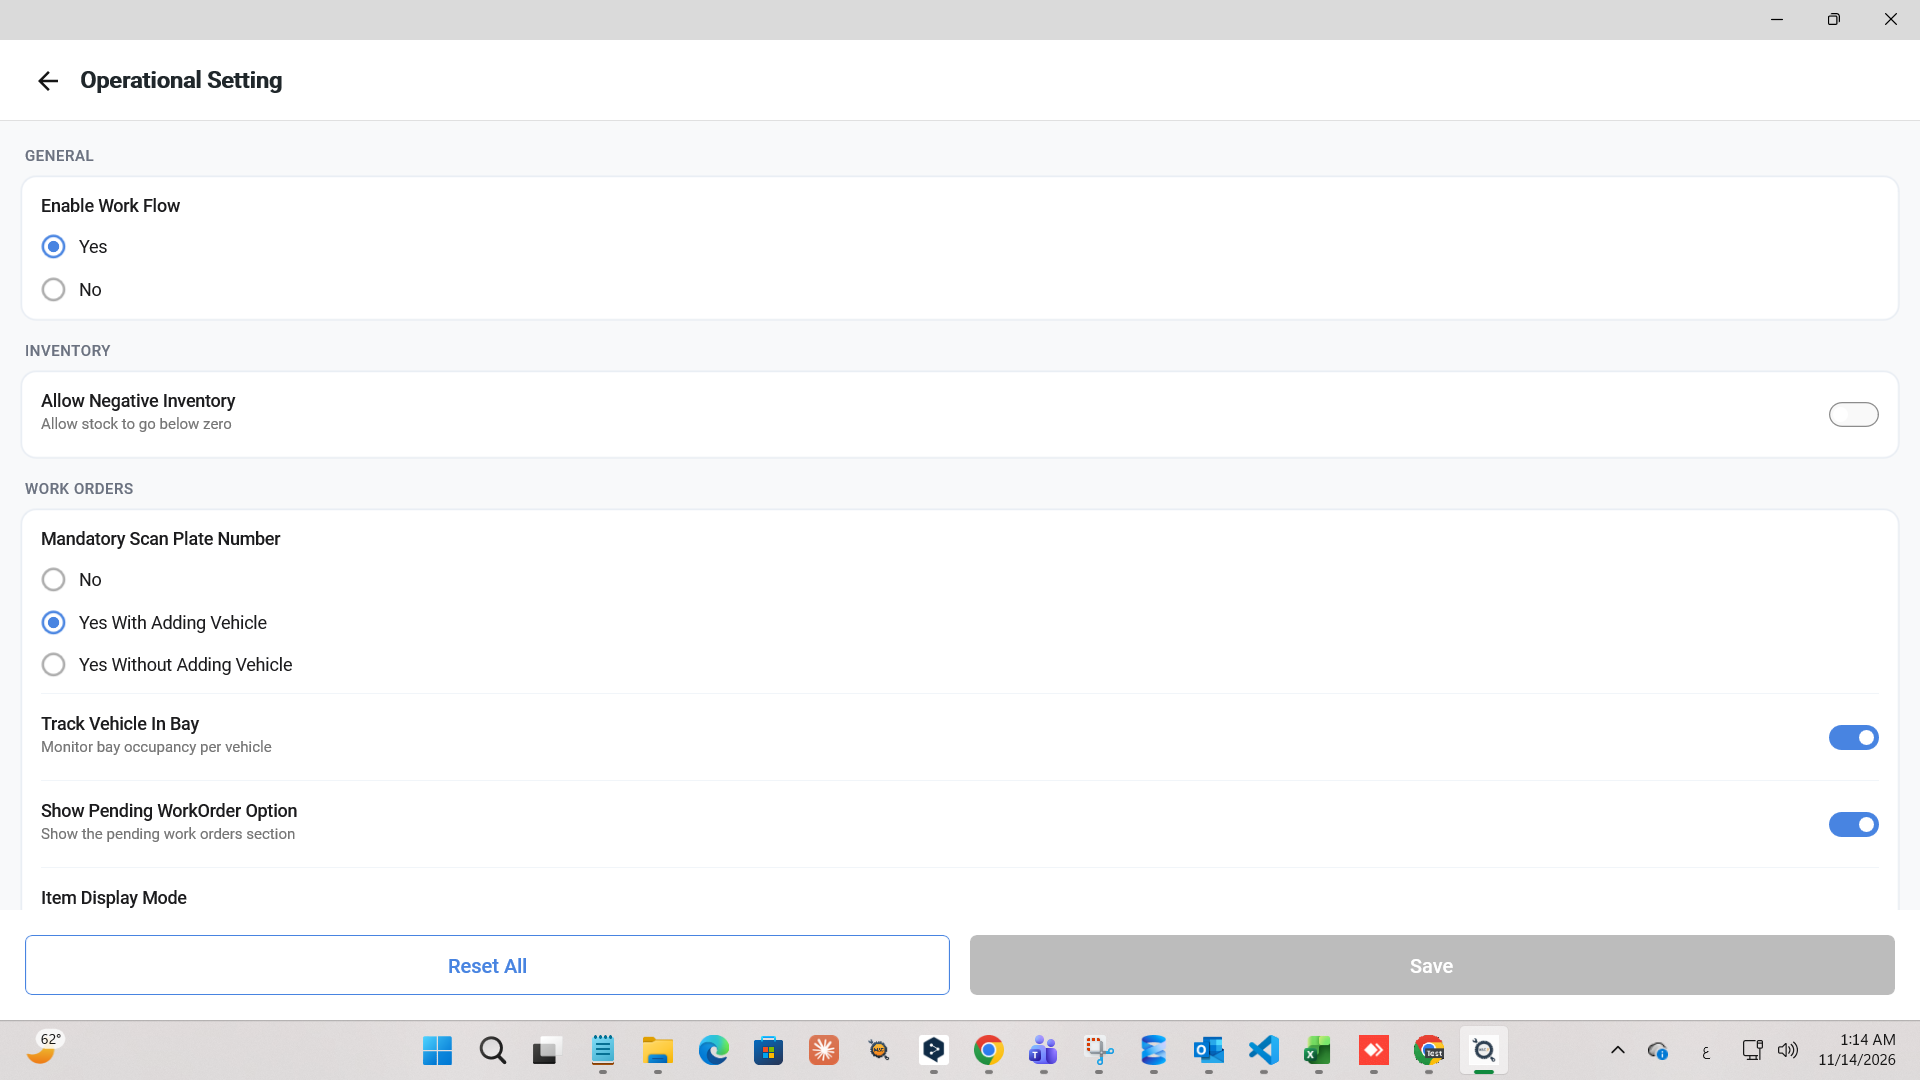 Operational Setting
GENERAL
Enable Work Flow
Yes
No
INVENTORY
Allow Negative Inventory
Allow stock to go below zero
WORK ORDERS
Mandatory Scan Plate Number
No
Yes With Adding Vehicle
Yes Without Adding Vehicle
Track Vehicle In Bay
Monitor bay occupancy per vehicle
Show Pending WorkOrder Option
Show the pending work orders section
Item Display Mode
Reset All
Save
62°
Test
ع
1:14 AM
11/14/2026